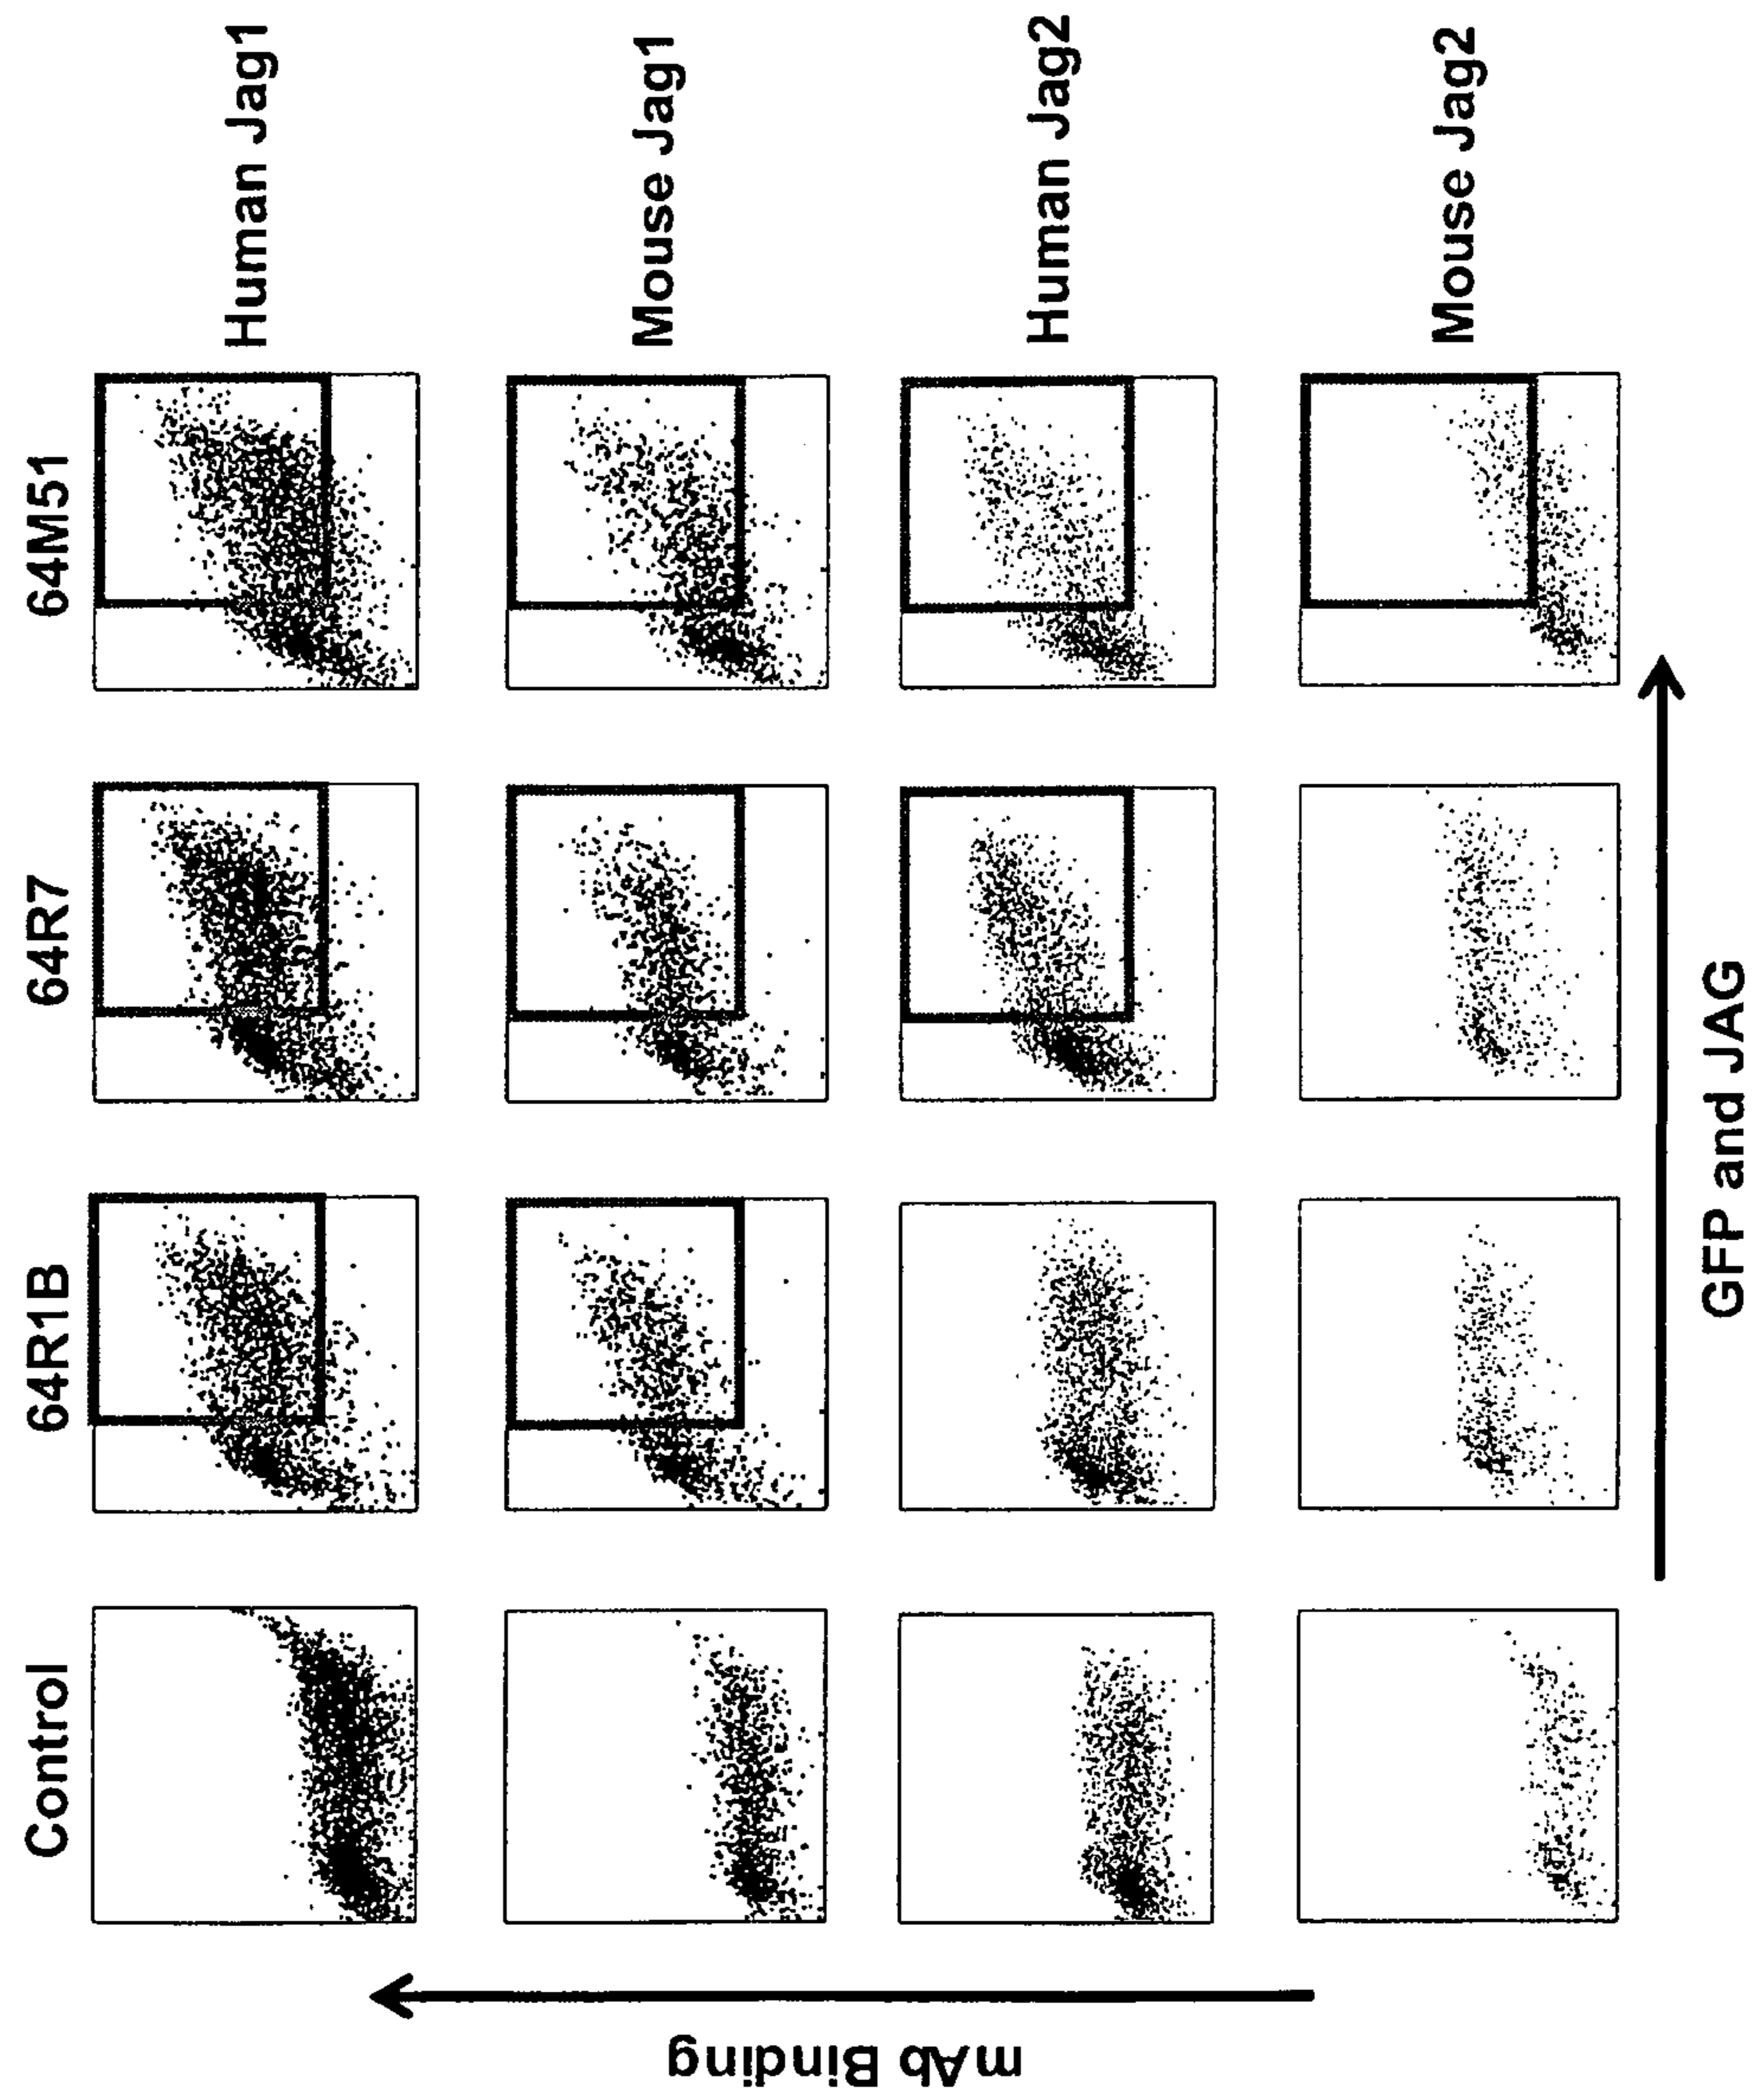 Control
64R1B
64R7
64M51
Human Jag1
Mouse Jag1
Human Jag2
Mouse Jag2
mAb Binding
GFP and JAG